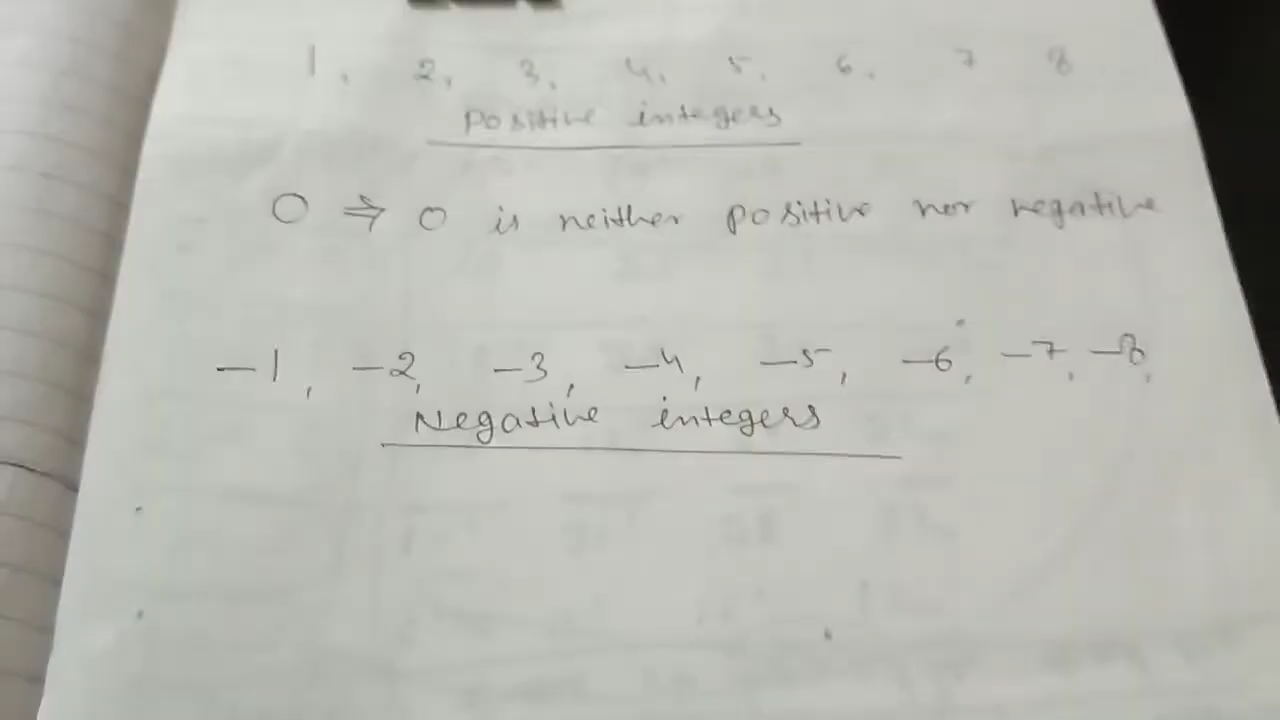 1, 2, 3, 4, 5, 6, 7 8
Positive integers
0 ⇒ 0 is neither positive nor negative
-1, -2, -3, -4, -5, -6, -7, -8,
Negative integers